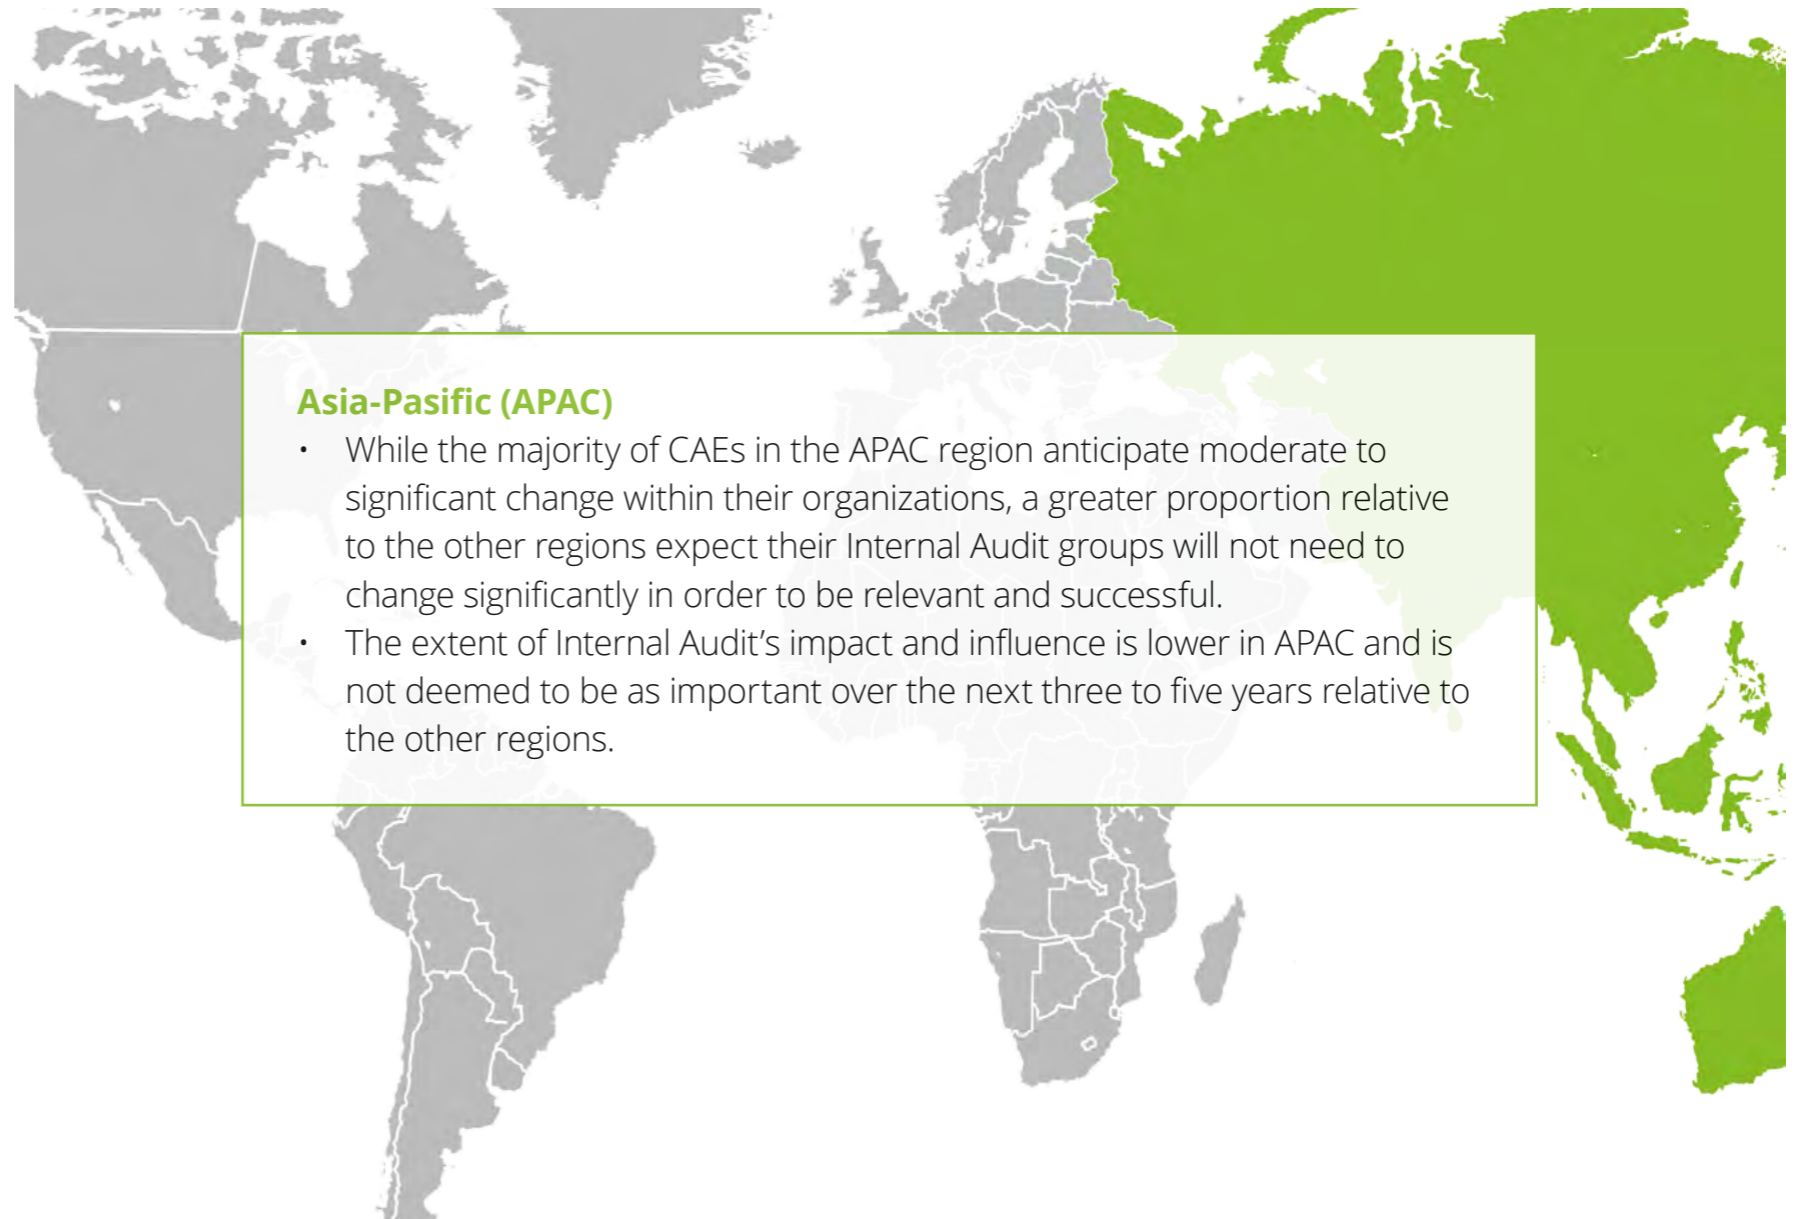 Asia-Pasific (APAC)
• While the majority of CAEs in the APAC region anticipate moderate to
significant change within their organizations, a greater proportion relative
to the other regions expect their Internal Audit groups will not need to
change significantly in order to be relevant and successful.
• The extent of Internal Audit’s impact and influence is lower in APAC and is
not deemed to be as important over the next three to five years relative to
the other regions.